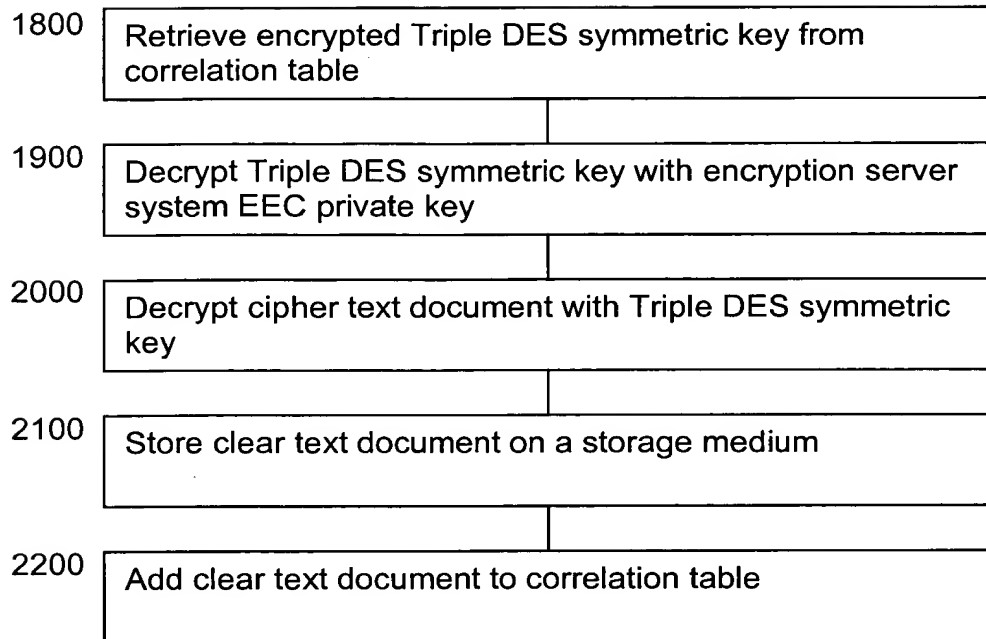 1800
Retrieve encrypted Triple DES symmetric key from
correlation table
1900
Decrypt Triple DES symmetric key with encryption server
system EEC private key
2000
Decrypt cipher text document with Triple DES symmetric
key
2100
Store clear text document on a storage medium
2200
Add clear text document to correlation table